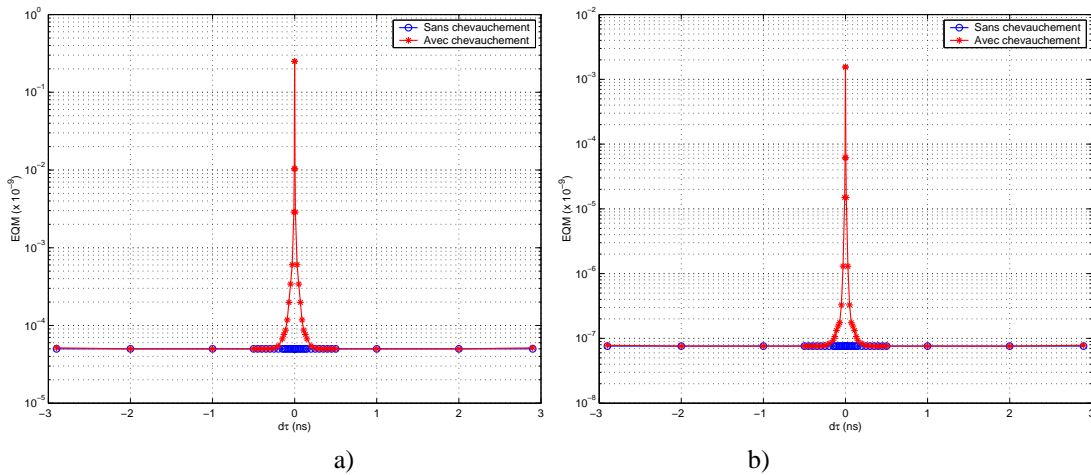 10^0
10^−1
10^−2
10^−3
10^−4
10^−5
EQM (x 10^−9)
−3 −2 −1 0 1 2 3
dτ (ns)
Sans chevauchement
Avec chevauchement
a)
10^−2
10^−3
10^−4
10^−5
10^−6
10^−7
10^−8
EQM (x 10^−9)
−3 −2 −1 0 1 2 3
dτ (ns)
Sans chevauchement
Avec chevauchement
b)